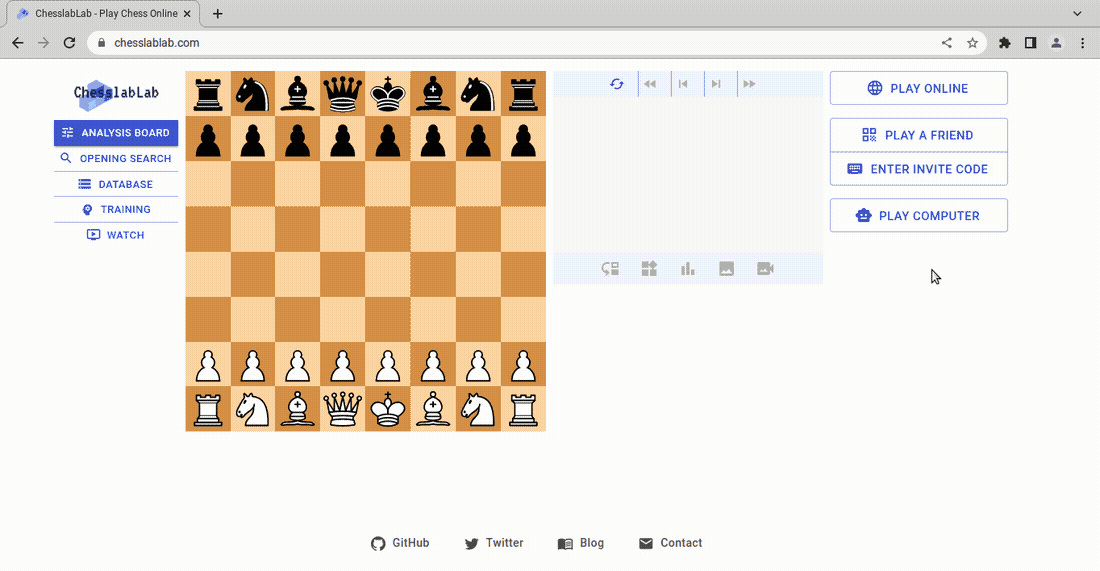 ChesslabLab - Play Chess Online
chesslablab.com
ChesslabLab
ANALYSIS BOARD
OPENING SEARCH
DATABASE
TRAINING
WATCH
PLAY ONLINE
PLAY A FRIEND
ENTER INVITE CODE
PLAY COMPUTER
GitHub
Twitter
Blog
Contact